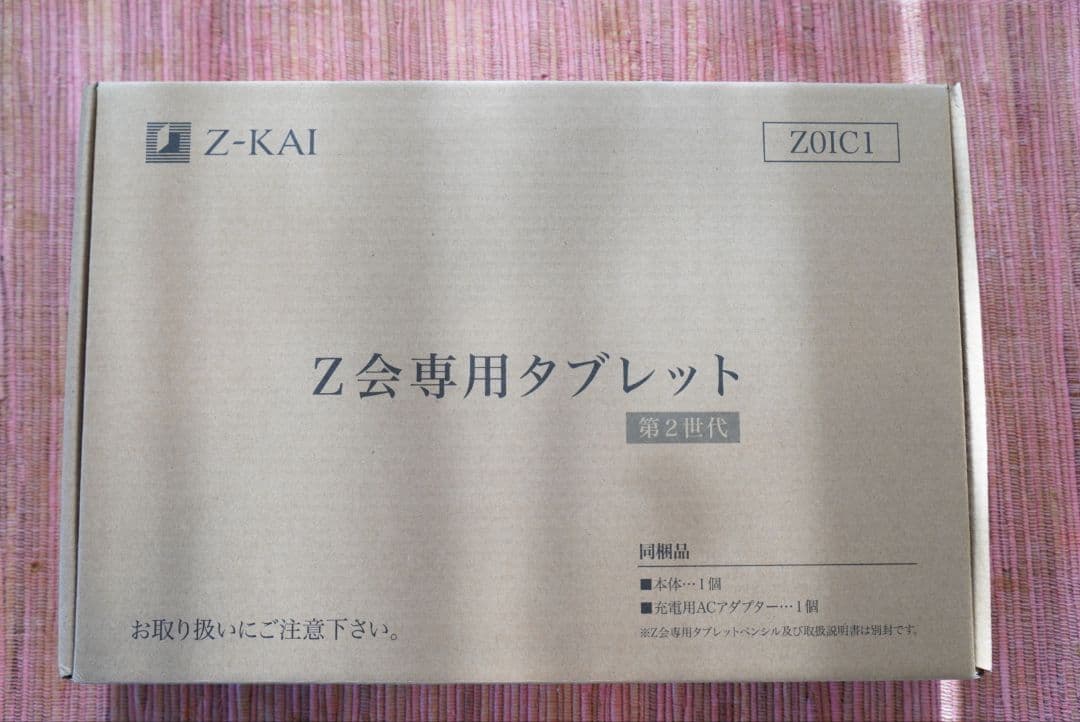 Z-KAI
Z0IC1
Z会専用タブレット
第2世代
同梱品
■本体…1個
■充電用ACアダプター…1個
※Z会専用タブレットペンシル及び取扱説明書は別封です。
お取り扱いにご注意下さい。